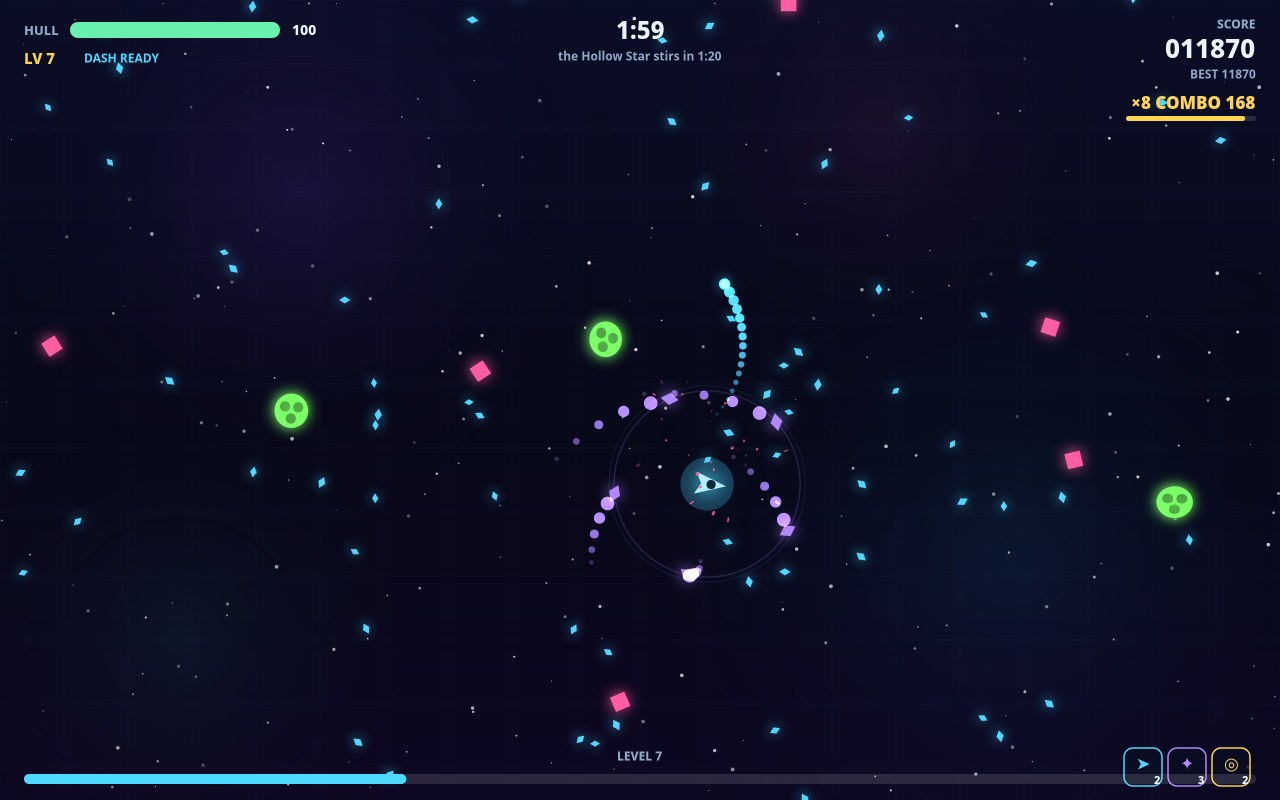 HULL 100
LV 7 DASH READY
1:59
the Hollow Star stirs in 1:20
SCORE
011870
BEST 11870
×8 COMBO 168
LEVEL 7
2 3 2